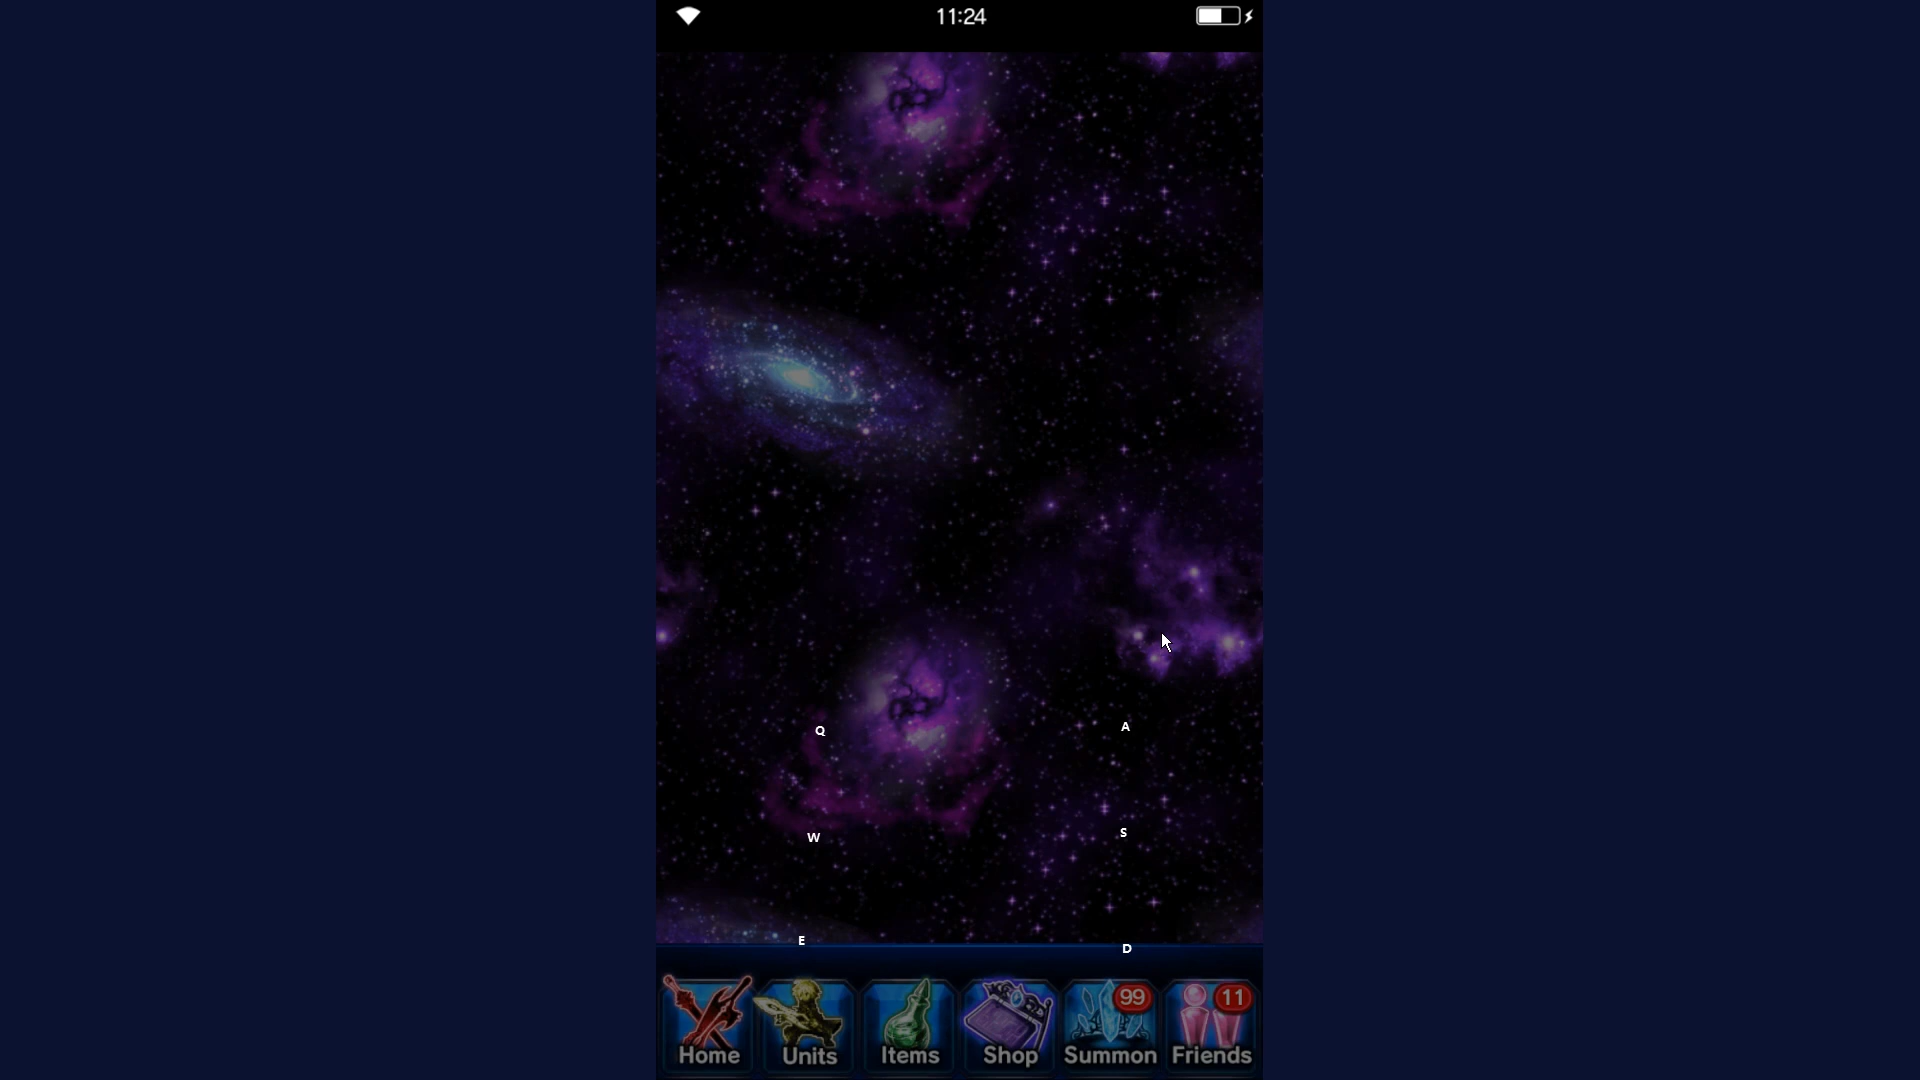 11:24
Q
A
W
S
E
D
99
11
Home
Units
Items
Shop
Summon
Friends